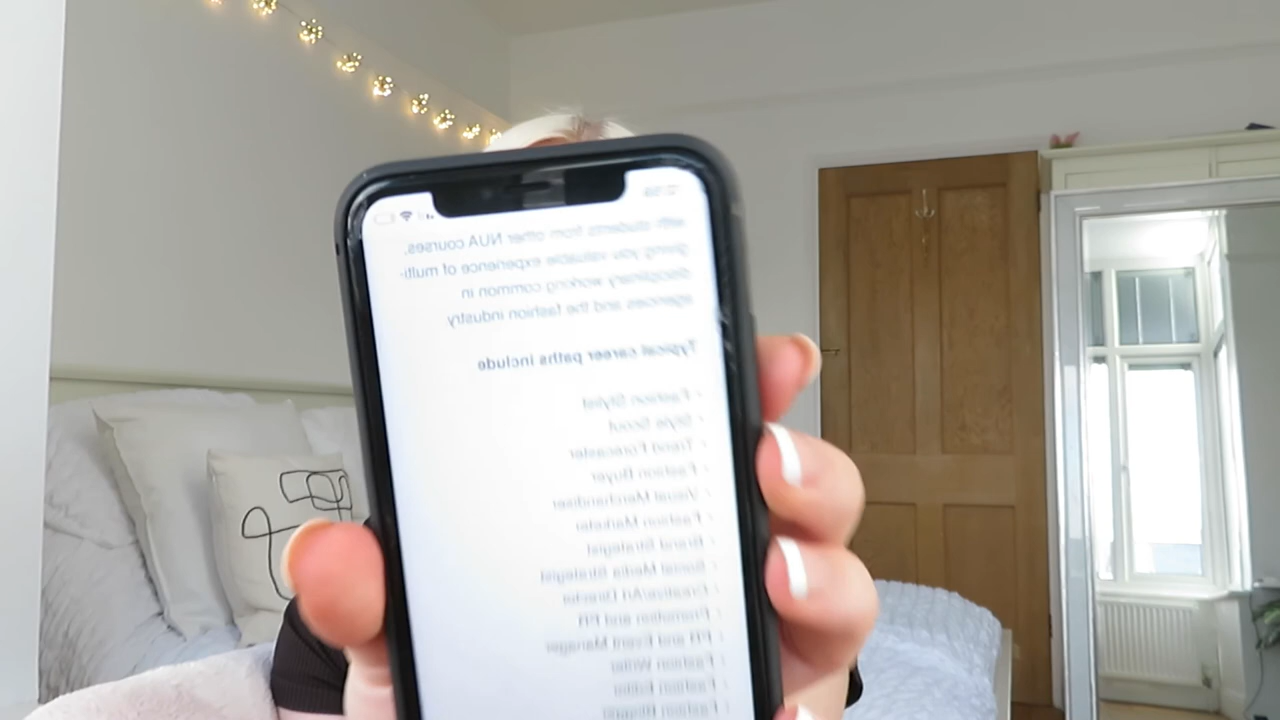 with students from other NUA courses,
giving you valuable experience of multi-
disciplinary working common in
agencies and the fashion industry
Typical career paths include
Fashion Stylist
Style Scout
Trend Forecaster
Fashion Buyer
Visual Merchandiser
Fashion Marketer
Brand Strategist
Social Media Strategist
Creative/Art Director
Promotion and PR
PR and Event Manager
Fashion Writer
Fashion Editor
Fashion Blogger